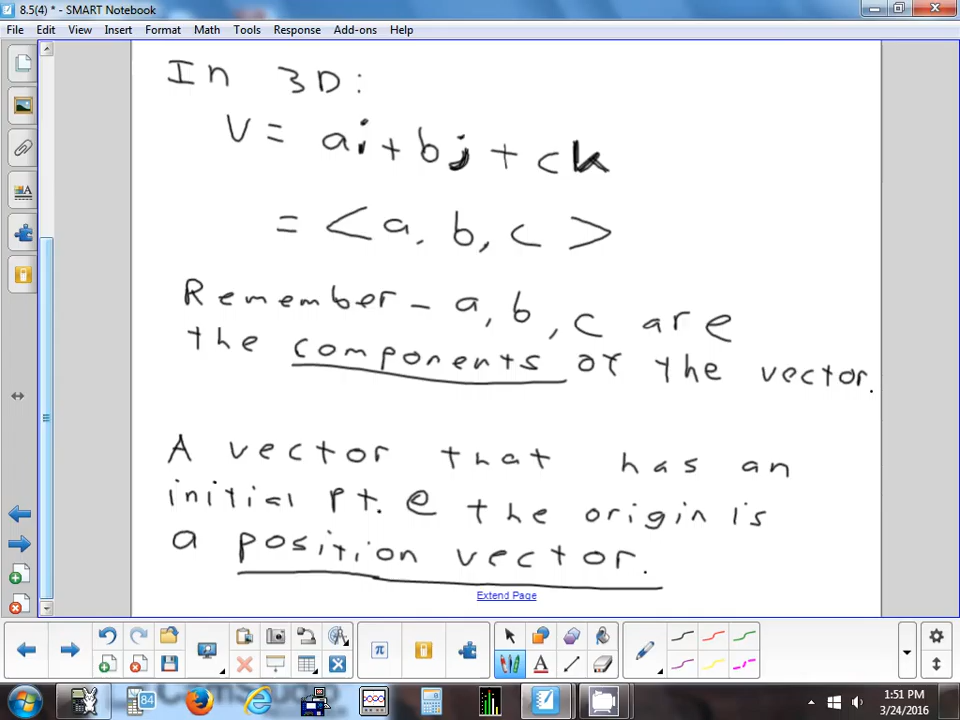 8.5(4) * - SMART Notebook
File Edit View Insert Format Math Tools Response Add-ons Help
In 3D:
v = ai + bj + ck
= <a, b, c>
Remember - a, b, c are
the components of the vector.
A vector that has an
initial pt. @ the origin is
a position vector.
Extend Page
84
1:51 PM
3/24/2016